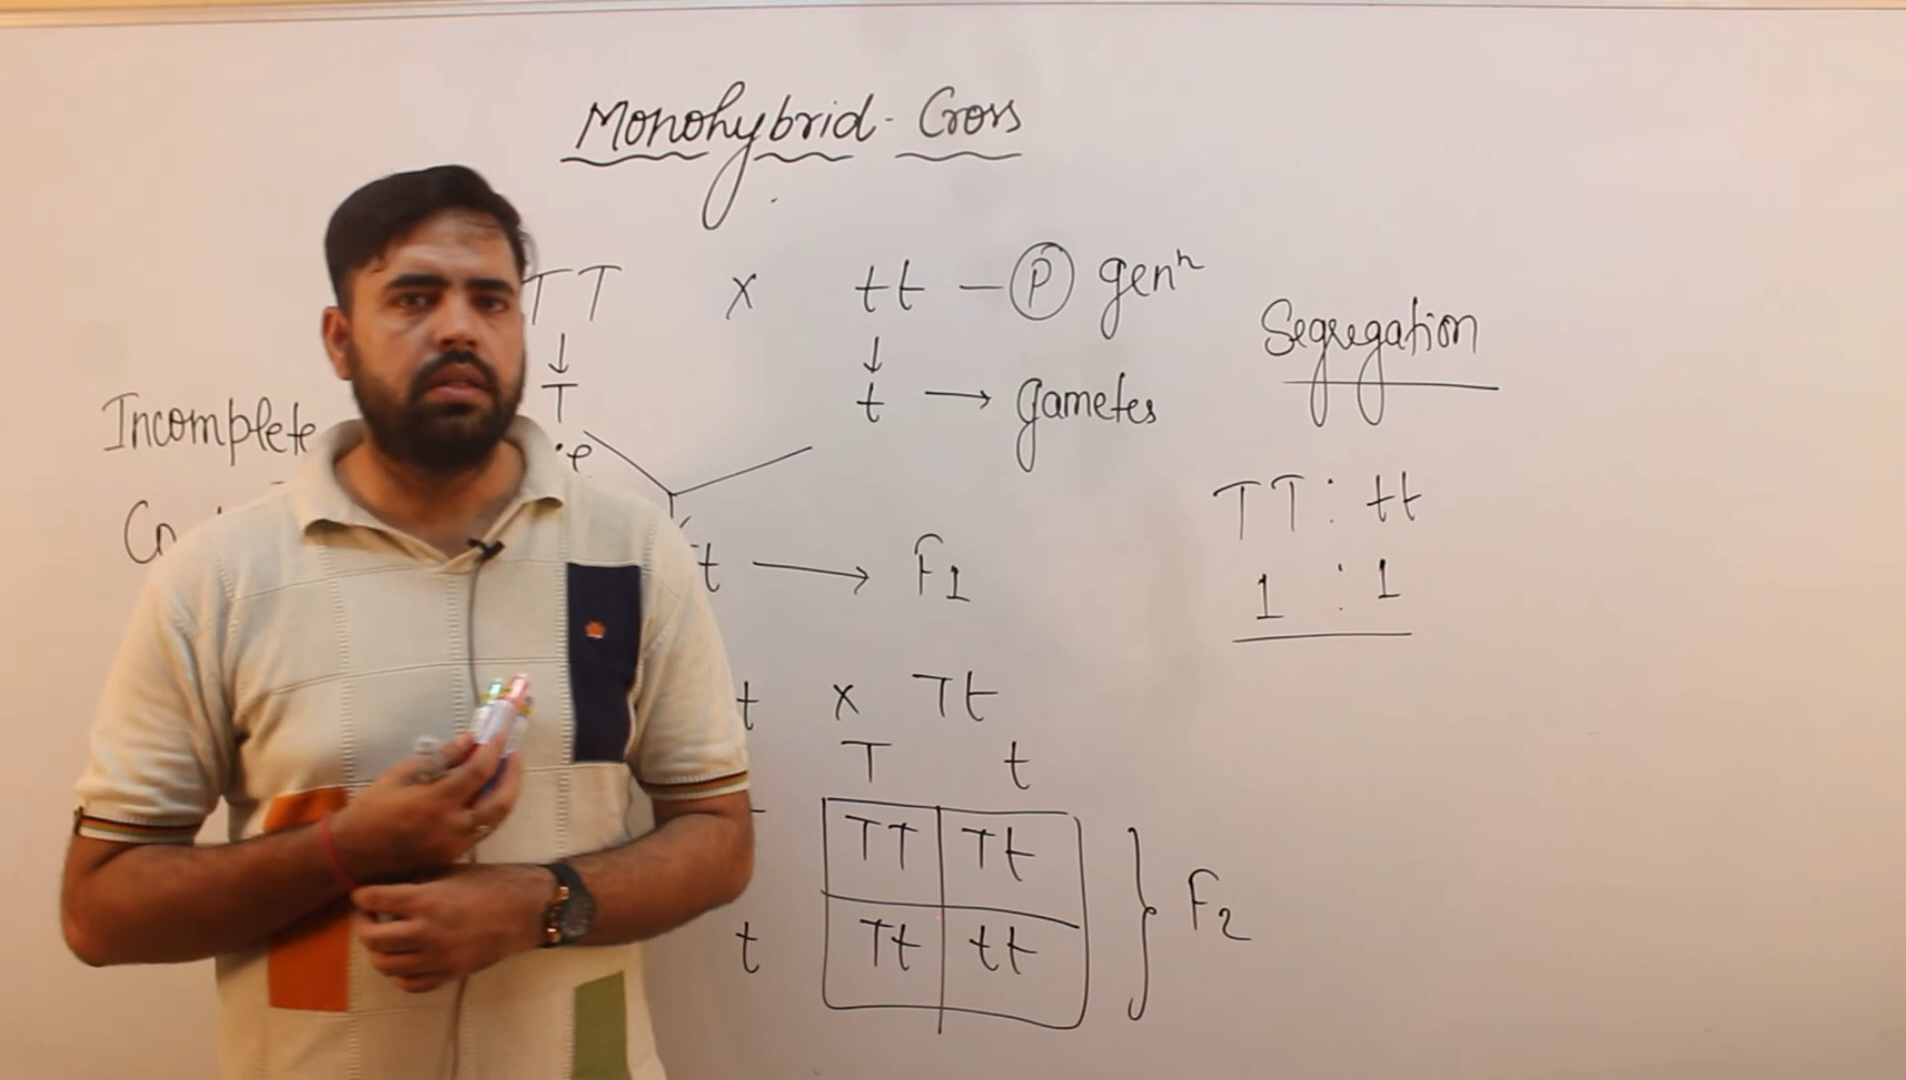 Monohybrid - Cross
TT x tt — P genn
T t → gametes
Segregation
Incomplete
TT : tt
t → F1
1 : 1
t x Tt
T t
TT Tt
F2
t Tt tt